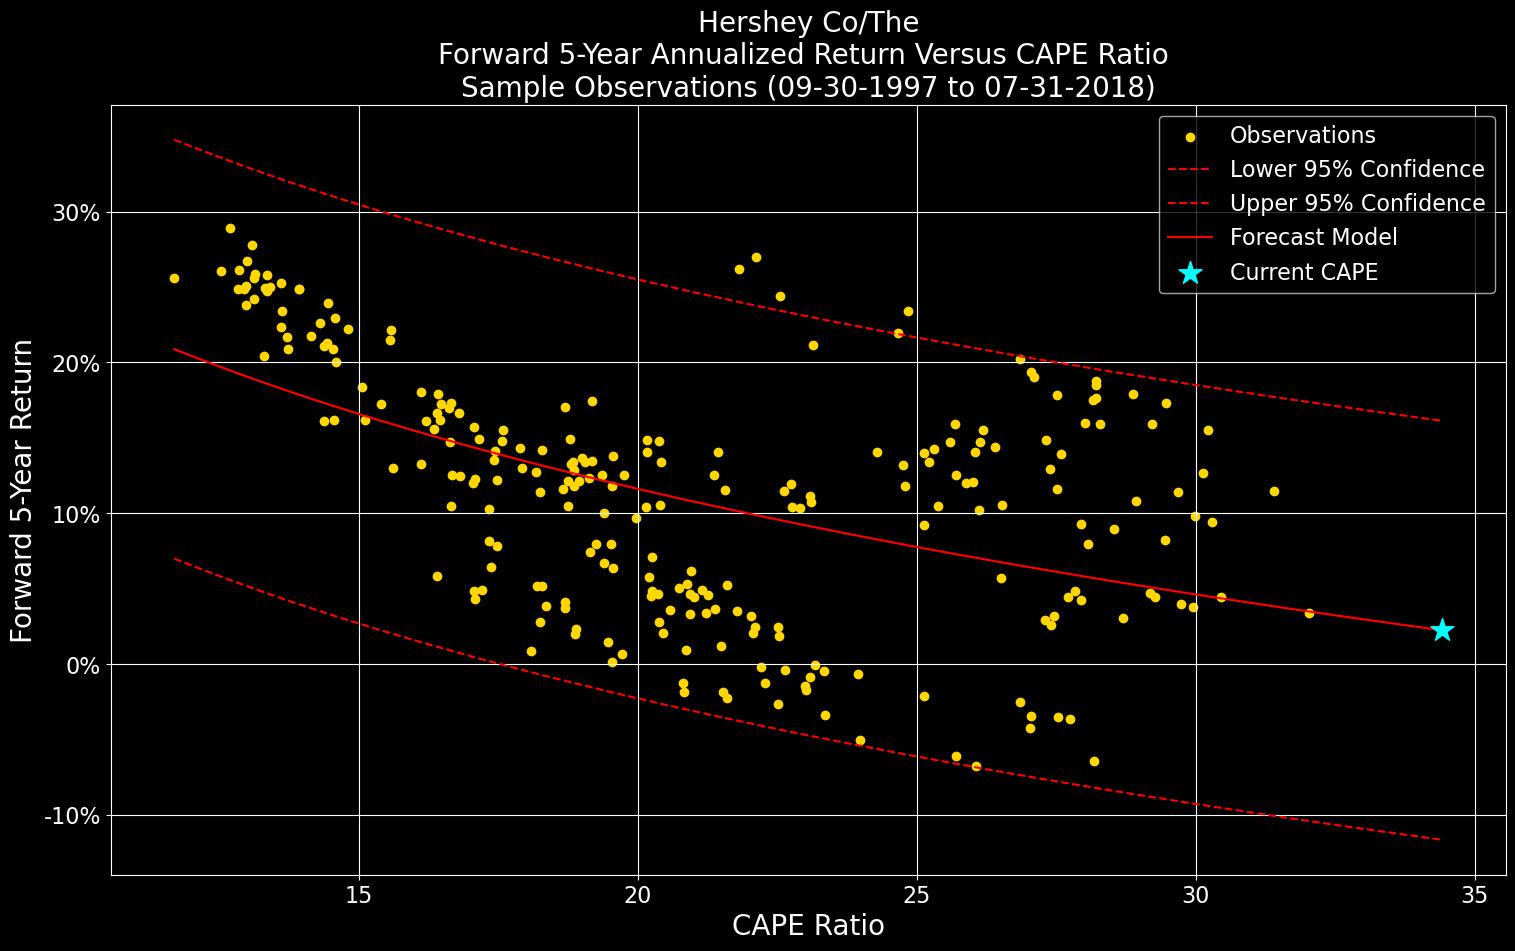 Hershey Co/The
Forward 5-Year Annualized Return Versus CAPE Ratio
Sample Observations (09-30-1997 to 07-31-2018)
Observations
Lower 95% Confidence
Upper 95% Confidence
Forecast Model
Current CAPE
Forward 5-Year Return
30%
20%
10%
0%
-10%
15
20
25
30
35
CAPE Ratio